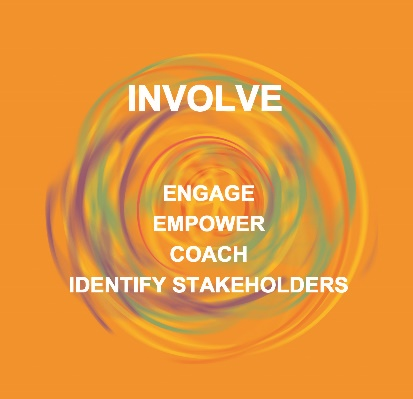 INVOLVE
ENGAGE
EMPOWER
COACH
IDENTIFY STAKEHOLDERS